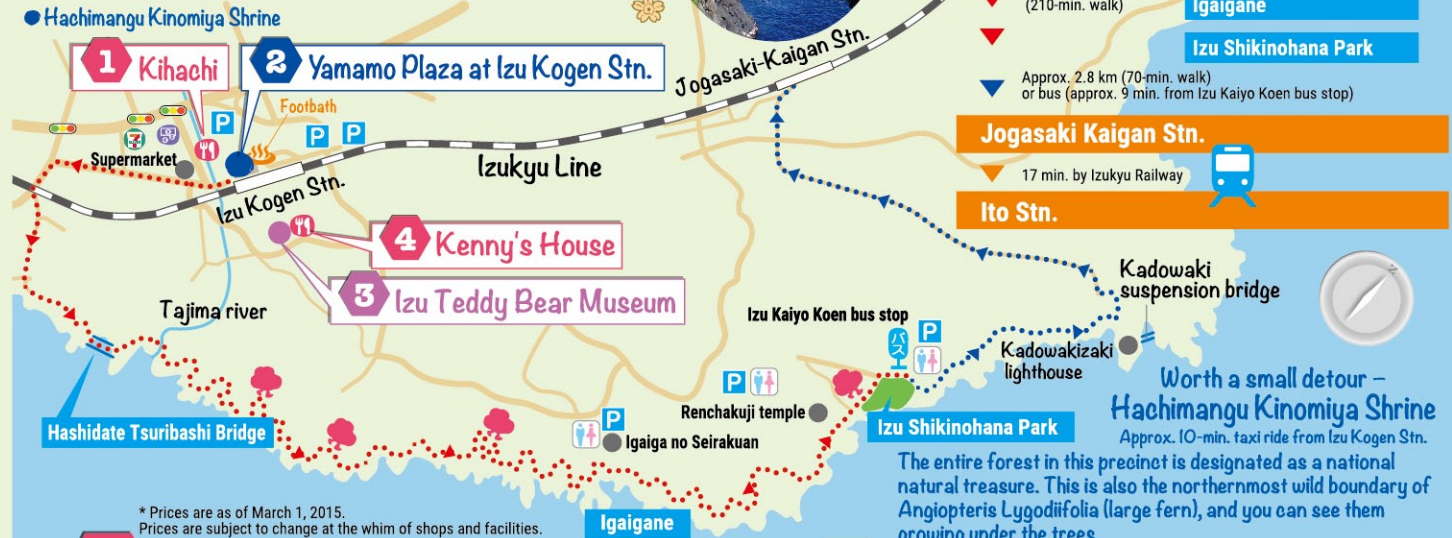 Hachimangu Kinomiya Shrine
1 Kihachi
2 Yamamo Plaza at Izu Kogen Stn.
Footbath
P
P
P
7
Supermarket
Izu Kogen Stn.
Izukyu Line
Jogasaki-Kaigan Stn.
(210-min. walk)
Igaigane
Izu Shikinohana Park
Approx. 2.8 km (70-min. walk)
or bus (approx. 9 min. from Izu Kaiyo Koen bus stop)
Jogasaki Kaigan Stn.
17 min. by Izukyu Railway
Ito Stn.
4 Kenny's House
3 Izu Teddy Bear Museum
Tajima river
Hashidate Tsuribashi Bridge
Izu Kaiyo Koen bus stop
バス
P
P
Renchakuji temple
P
Igaiga no Seirakuan
Izu Shikinohana Park
Igaigane
Kadowaki
suspension bridge
Kadowakizaki
lighthouse
N
Worth a small detour –
Hachimangu Kinomiya Shrine
Approx. 10-min. taxi ride from Izu Kogen Stn.
The entire forest in this precinct is designated as a national
natural treasure. This is also the northernmost wild boundary of
Angiopteris Lygodiifolia (large fern), and you can see them
growing under the trees.
* Prices are as of March 1, 2015.
Prices are subject to change at the whim of shops and facilities.